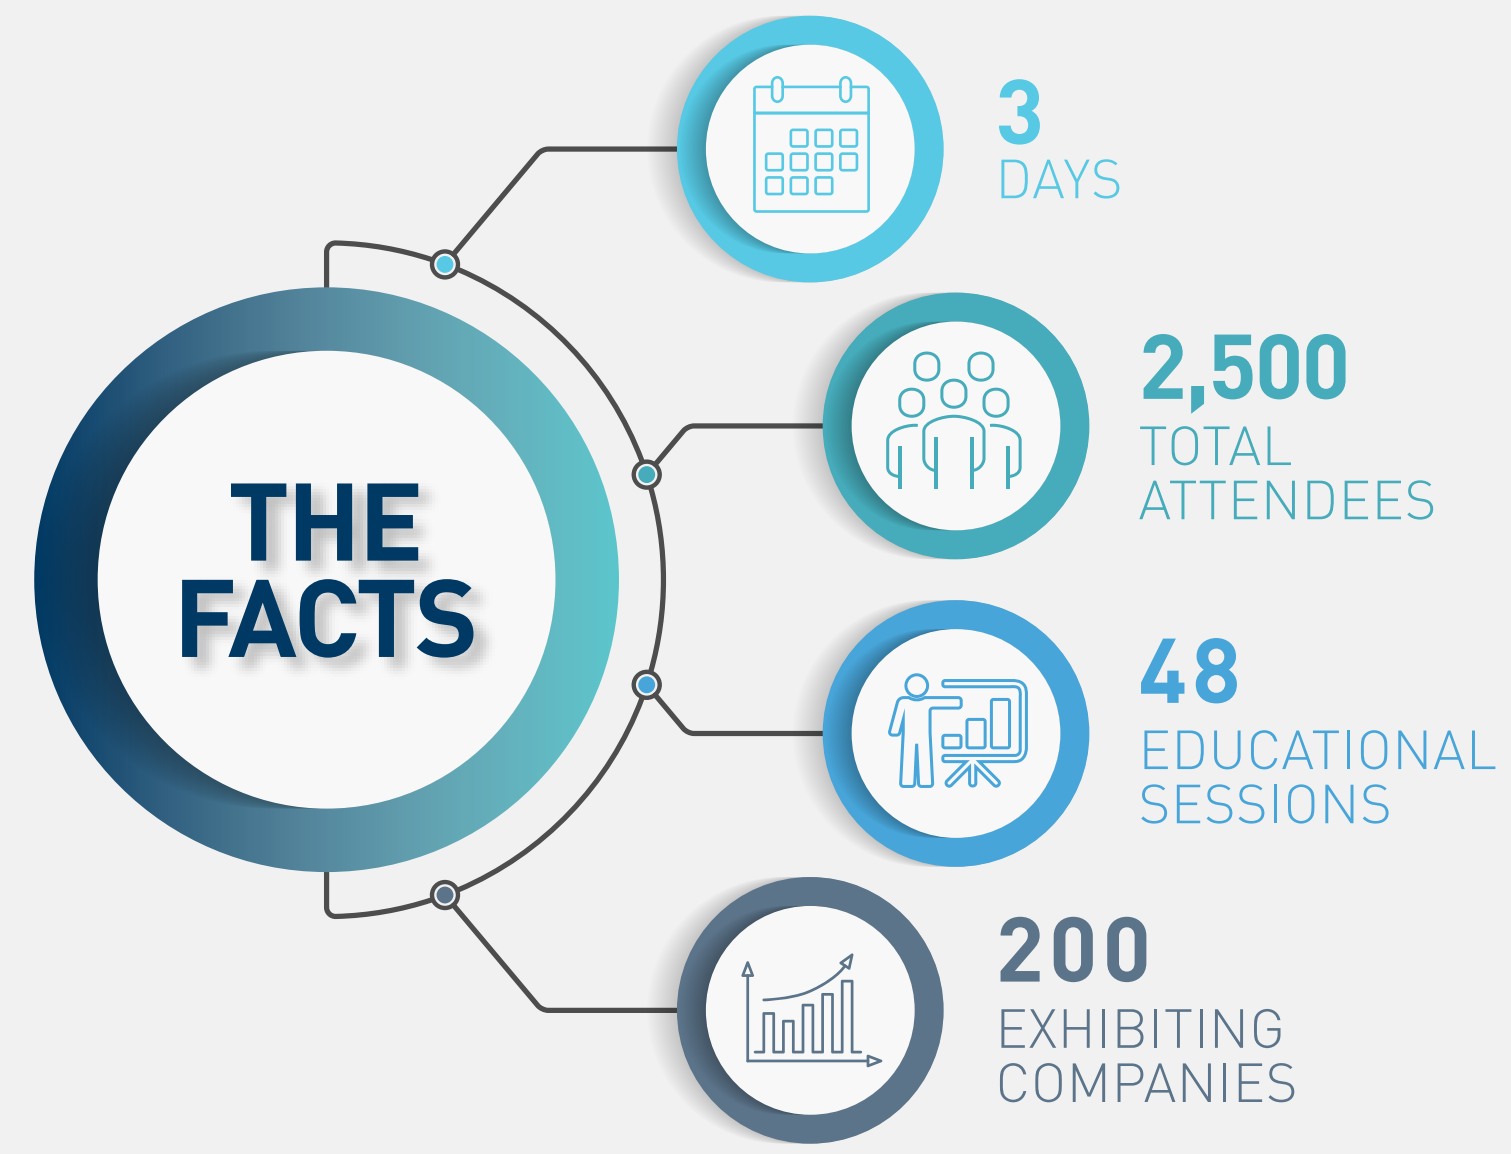 THE
FACTS
3
DAYS
2,500
TOTAL
ATTENDEES
48
EDUCATIONAL
SESSIONS
200
EXHIBITING
COMPANIES